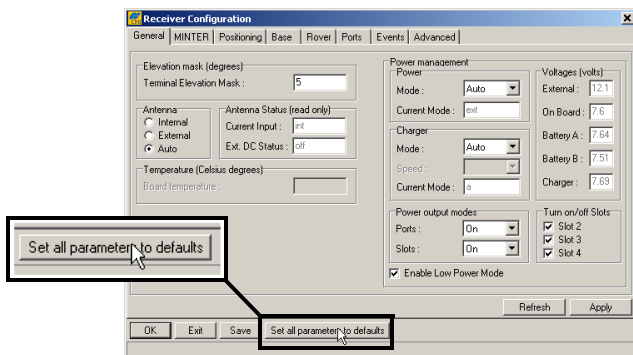 Receiver Configuration
General MINTER Positioning Base Rover Ports Events Advanced
Elevation mask (degrees)
Terminal Elevation Mask : 5
Antenna
Internal
External
Auto
Antenna Status (read only)
Current Input : int
Ext. DC Status : off
Temperature (Celsius degrees)
Board temperature :
Power management
Power
Mode : Auto
Current Mode : ext
Charger
Mode : Auto
Speed :
Current Mode : a
Voltages (volts)
External : 12.1
On Board : 7.6
Battery A : 7.64
Battery B : 7.51
Charger : 7.69
Power output modes
Ports : On
Slots : On
Turn on/off Slots
Slot 2
Slot 3
Slot 4
Enable Low Power Mode
Set all parameters to defaults
Refresh Apply
OK Exit Save Set all parameters to defaults